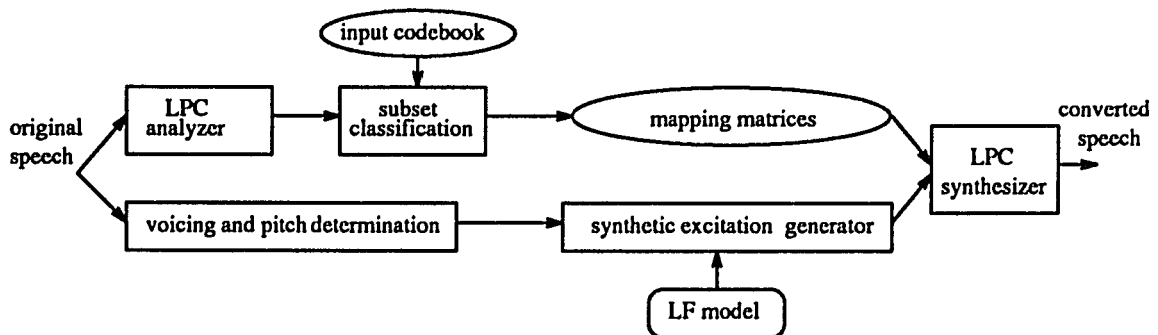 input codebook
original
speech
LPC
analyzer
subset
classification
mapping matrices
LPC
synthesizer
converted
speech
voicing and pitch determination
synthetic excitation generator
LF model